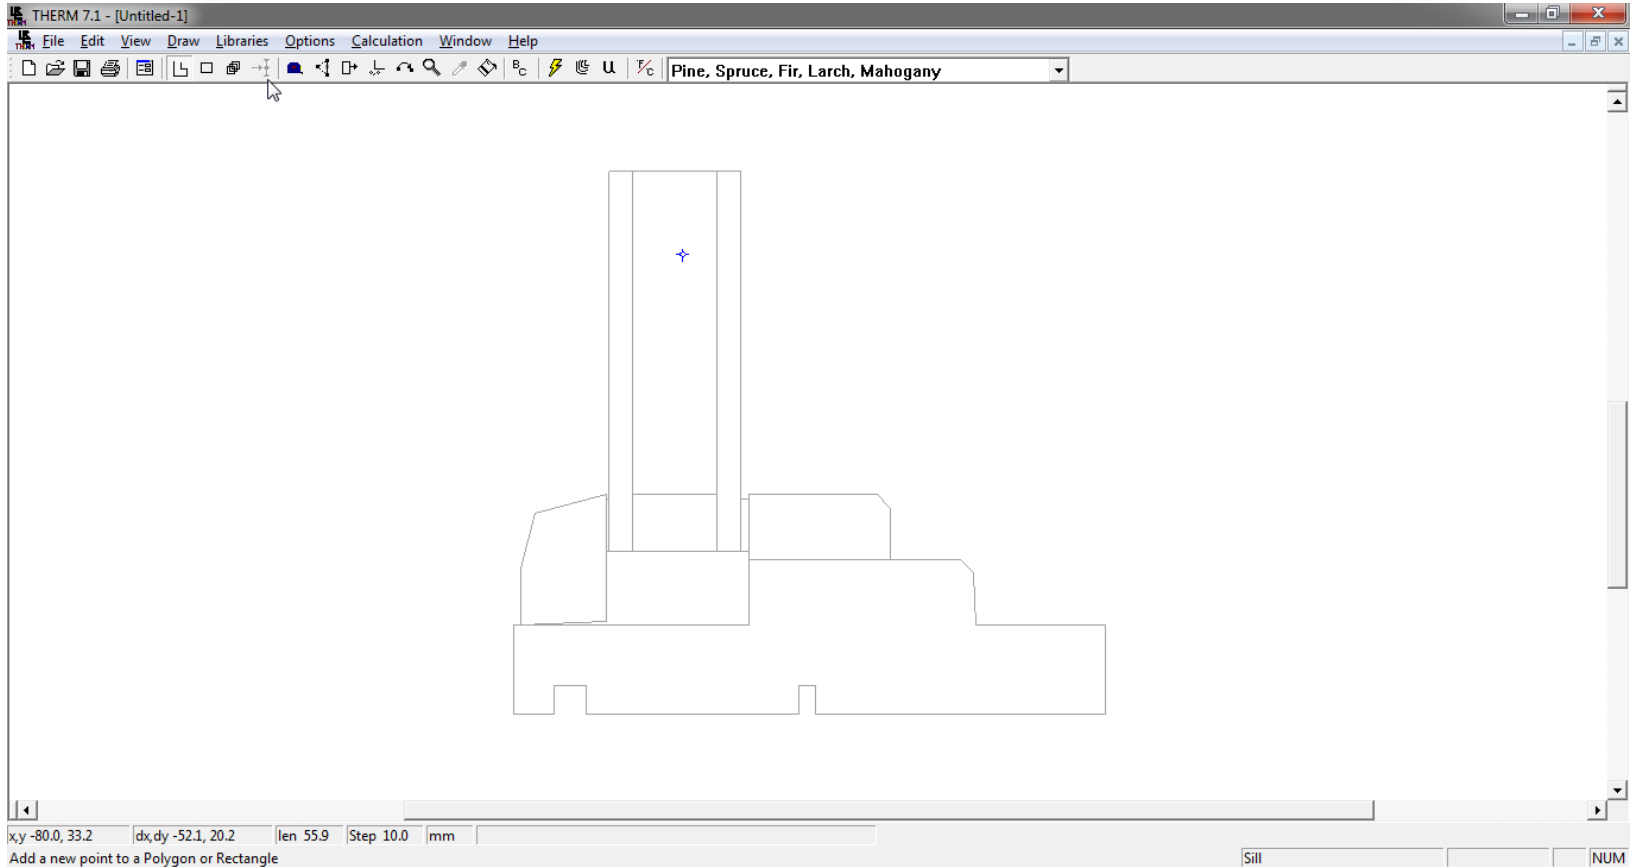 THERM 7.1 - [Untitled-1]
File Edit View Draw Libraries Options Calculation Window Help
BC U F/C Pine, Spruce, Fir, Larch, Mahogany
x,y -80.0, 33.2 dx,dy -52.1, 20.2 len 55.9 Step 10.0 mm
Add a new point to a Polygon or Rectangle Sill NUM